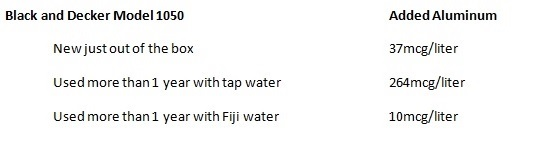 Black and Decker Model 1050 Added Aluminum
New just out of the box 37mcg/liter
Used more than 1 year with tap water 264mcg/liter
Used more than 1 year with Fiji water 10mcg/liter